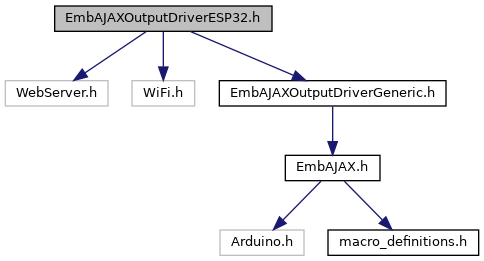 EmbAJAXOutputDriverESP32.h
WebServer.h
WiFi.h
EmbAJAXOutputDriverGeneric.h
EmbAJAX.h
Arduino.h
macro_definitions.h